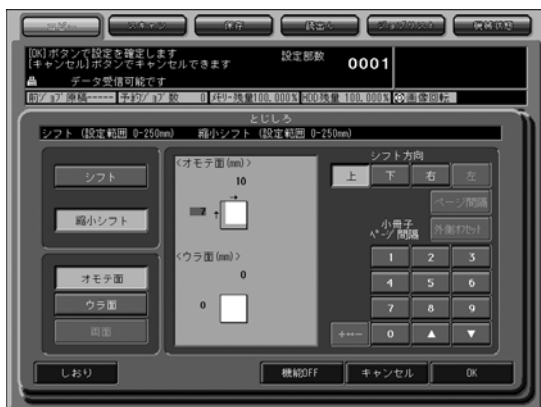 コピー スキャン 保存 読出し ジョブリスト 機械状態
[OK]ボタンで設定を確定します
[キャンセル]ボタンでキャンセルできます
設定部数 0001
データ受信可能です
前ジョブ原稿----- 予約ジョブ数 0 メモリー残量100.000% HDD残量 100.000% 画像回転
とじしろ
シフト (設定範囲 0-250mm) 縮小シフト (設定範囲 0-250mm)
シフト
縮小シフト
オモテ面
ウラ面
両面
<オモテ面(mm)>
10
7
<ウラ面(mm)>
0
0
シフト方向
上 下 右 左
ページ間隔
小冊子
ページ間隔
外側オフセット
1 2 3
4 5 6
7 8 9
+⇔- 0 ▲ ▼
しおり 機能OFF キャンセル OK